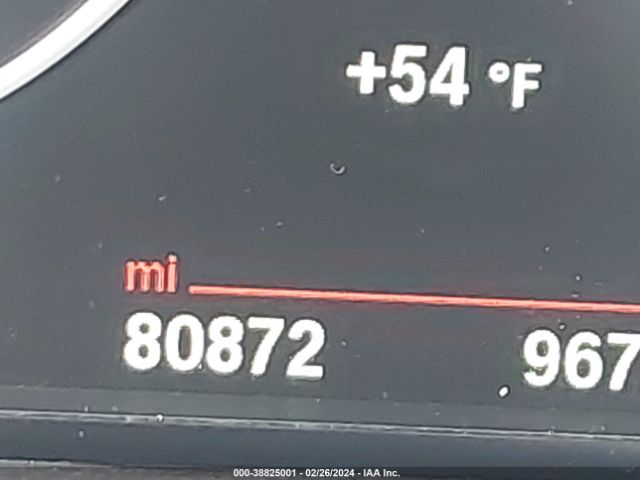 +54 °F
mi
80872 967
000-38825001 - 02/26/2024 - IAA Inc.